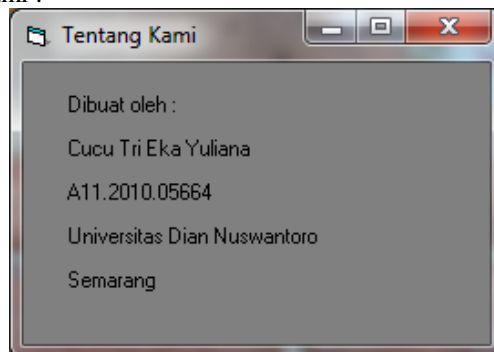 Tentang Kami
Dibuat oleh :
Cucu Tri Eka Yuliana
A11.2010.05664
Universitas Dian Nuswantoro
Semarang